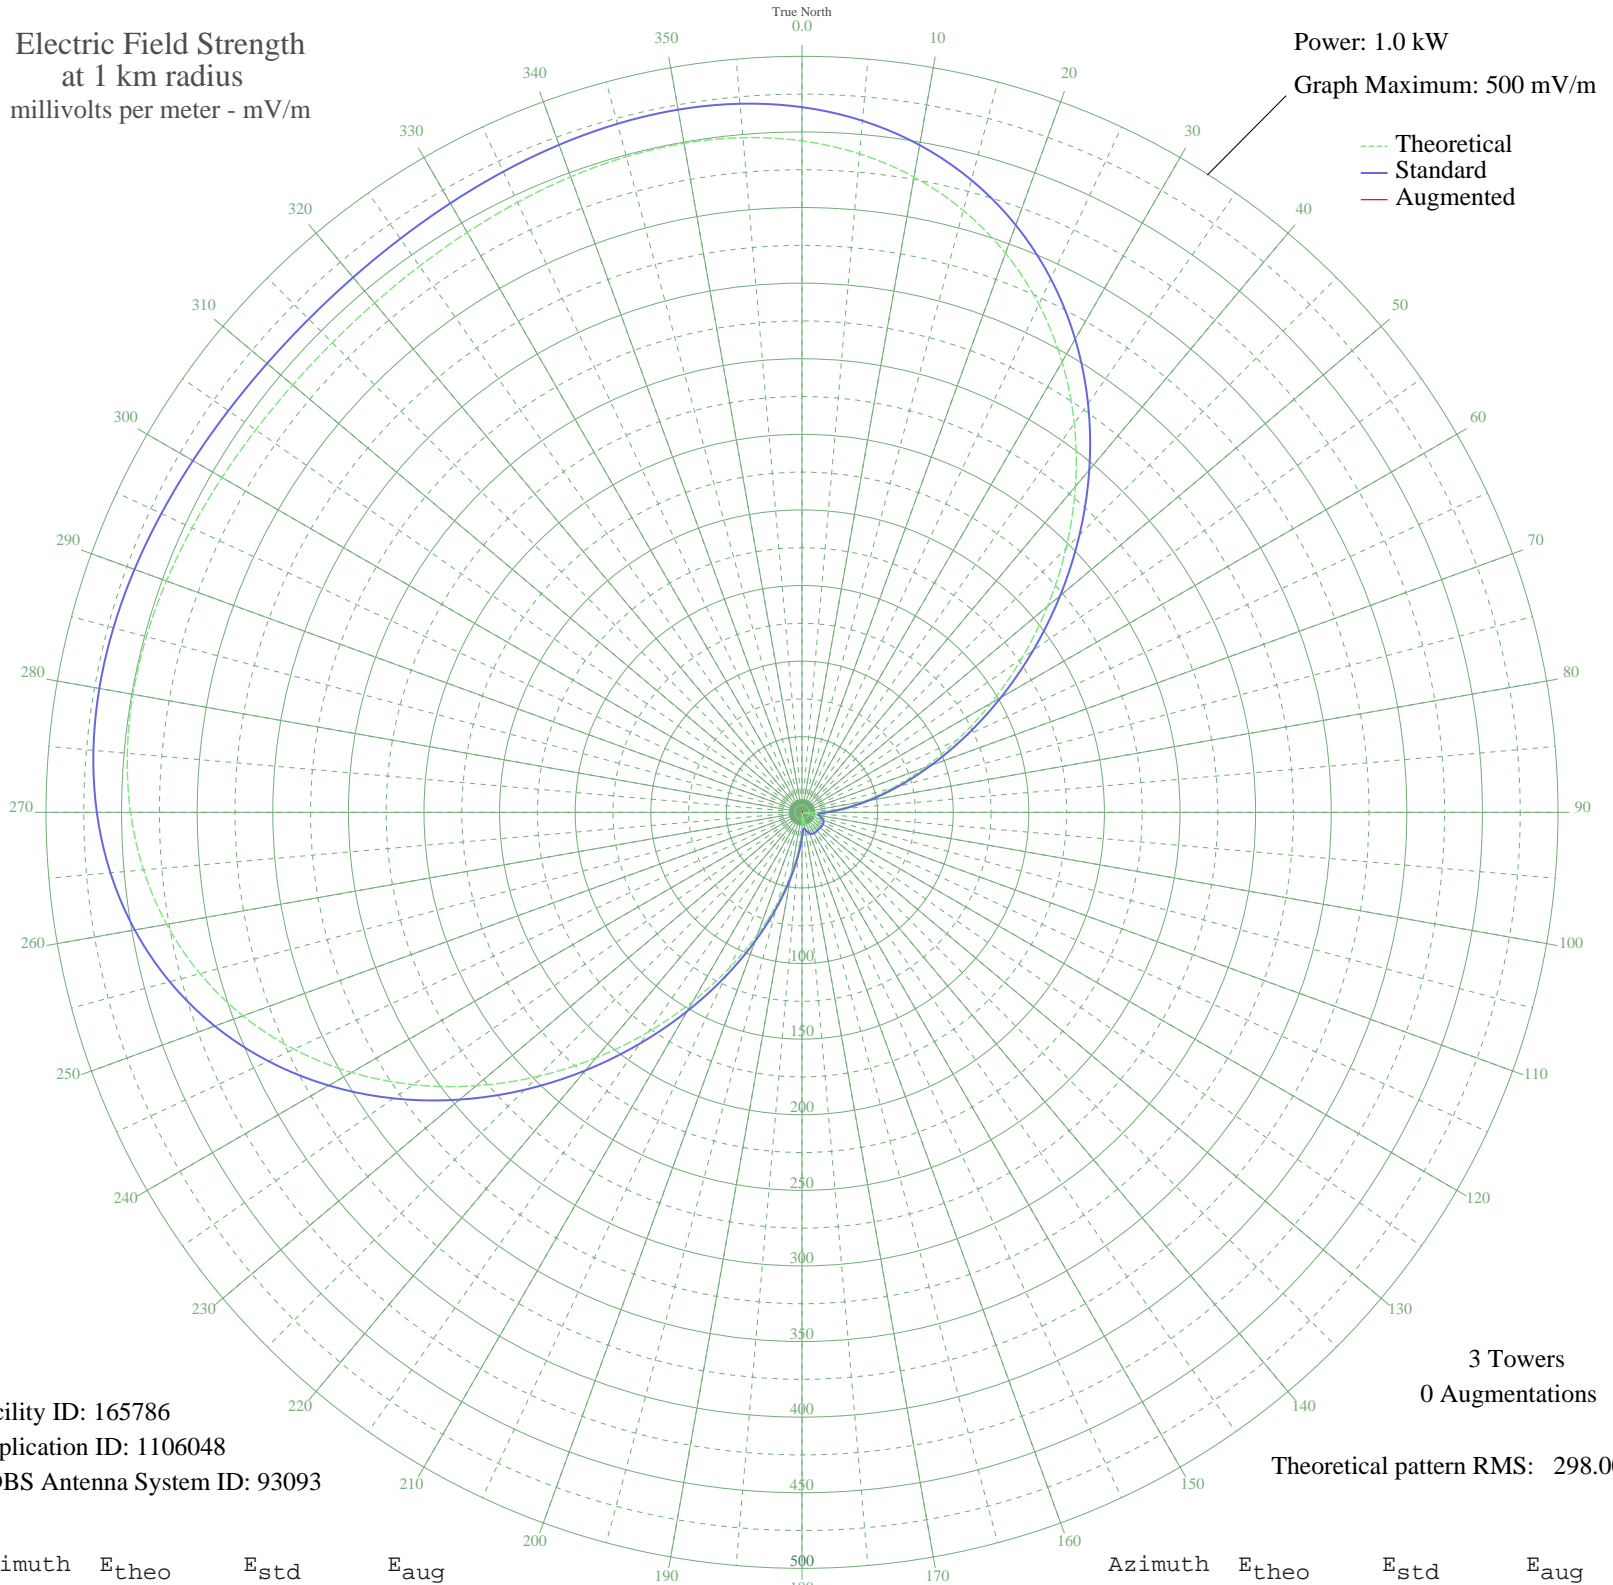 True North
0.0
Electric Field Strength
at 1 km radius
millivolts per meter - mV/m
Power: 1.0 kW
Graph Maximum: 500 mV/m
Theoretical
Standard
Augmented
10
20
30
40
50
60
70
80
90
100
110
120
130
140
150
160
170
190
200
210
220
230
240
250
260
270
280
290
300
310
320
330
340
350
100
150
200
250
300
350
400
450
500
3 Towers
0 Augmentations
cility ID: 165786
plication ID: 1106048
DBS Antenna System ID: 93093
Theoretical pattern RMS: 298.00
imuth Etheo Estd Eaug
Azimuth Etheo Estd Eaug